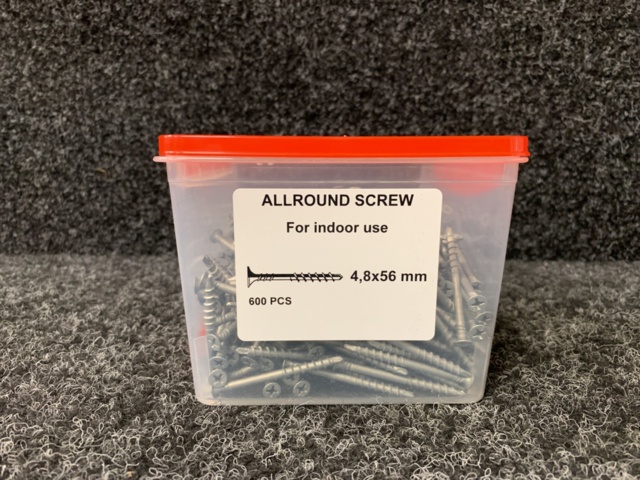 ALLROUND SCREW
For indoor use
4,8x56 mm
600 PCS